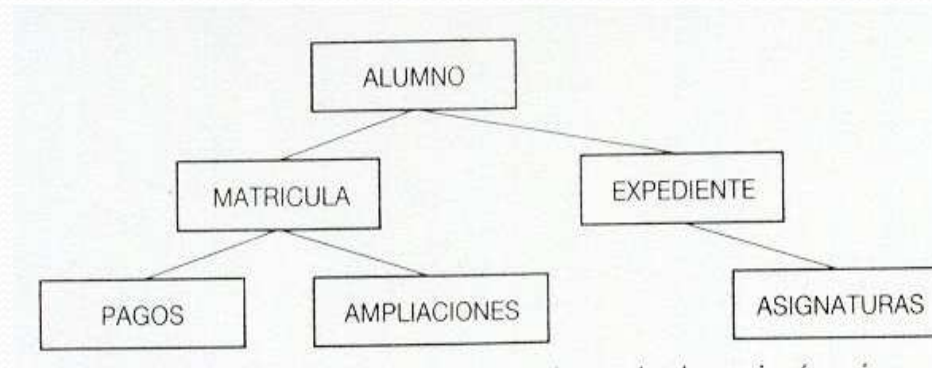 ALUMNO
MATRICULA
EXPEDIENTE
PAGOS
AMPLIACIONES
ASIGNATURAS